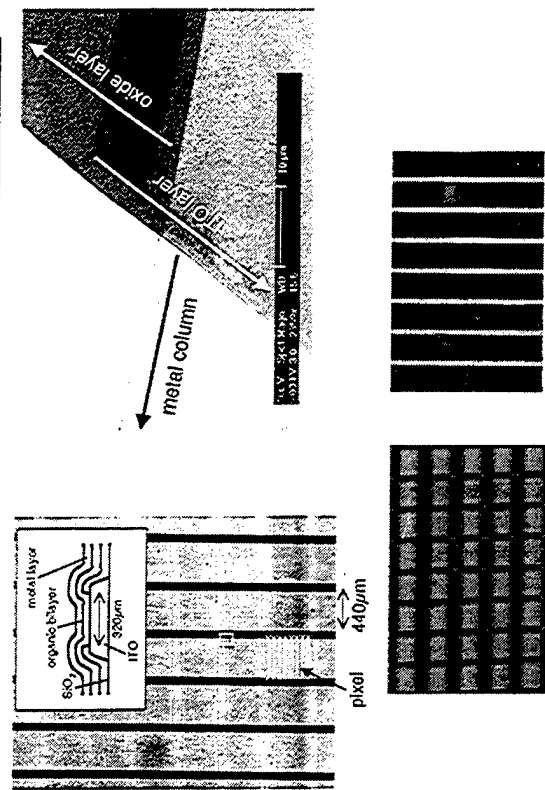 oxide layer
ITO layer
10µm
metal column
metal layer
organic bilayer
320µm
ITO
SiO₂
440µm
pixel